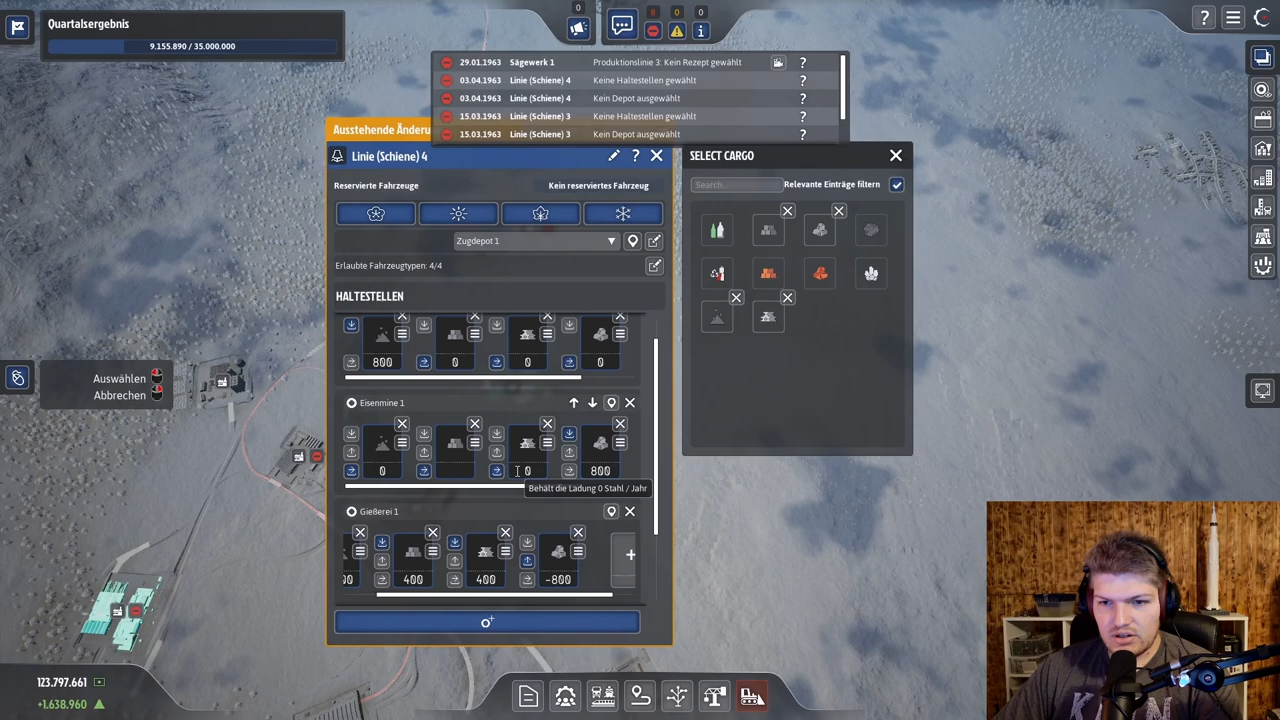 Quartalsergebnis
9.155.890 / 35.000.000
0
0 0 0
29.01.1963 Sägewerk 1 Produktionslinie 3: Kein Rezept gewählt ?
03.04.1963 Linie (Schiene) 4 Keine Haltestellen gewählt ?
03.04.1963 Linie (Schiene) 4 Kein Depot ausgewählt ?
15.03.1963 Linie (Schiene) 3 Keine Haltestellen gewählt ?
15.03.1963 Linie (Schiene) 3 Kein Depot ausgewählt ?
Ausstehende Änderu
Linie (Schiene) 4 ?
Reservierte Fahrzeuge Kein reserviertes Fahrzeug
Zugdepot 1
Erlaubte Fahrzeugtypen: 4/4
HALTESTELLEN
800 0 0 0
Eisenmine 1
0 0 800
Behält die Ladung 0 Stahl / Jahr
Gießerei 1
00 400 400 -800
SELECT CARGO
Search... Relevante Einträge filtern
Auswählen
Abbrechen
123.797.661
+1.638.960